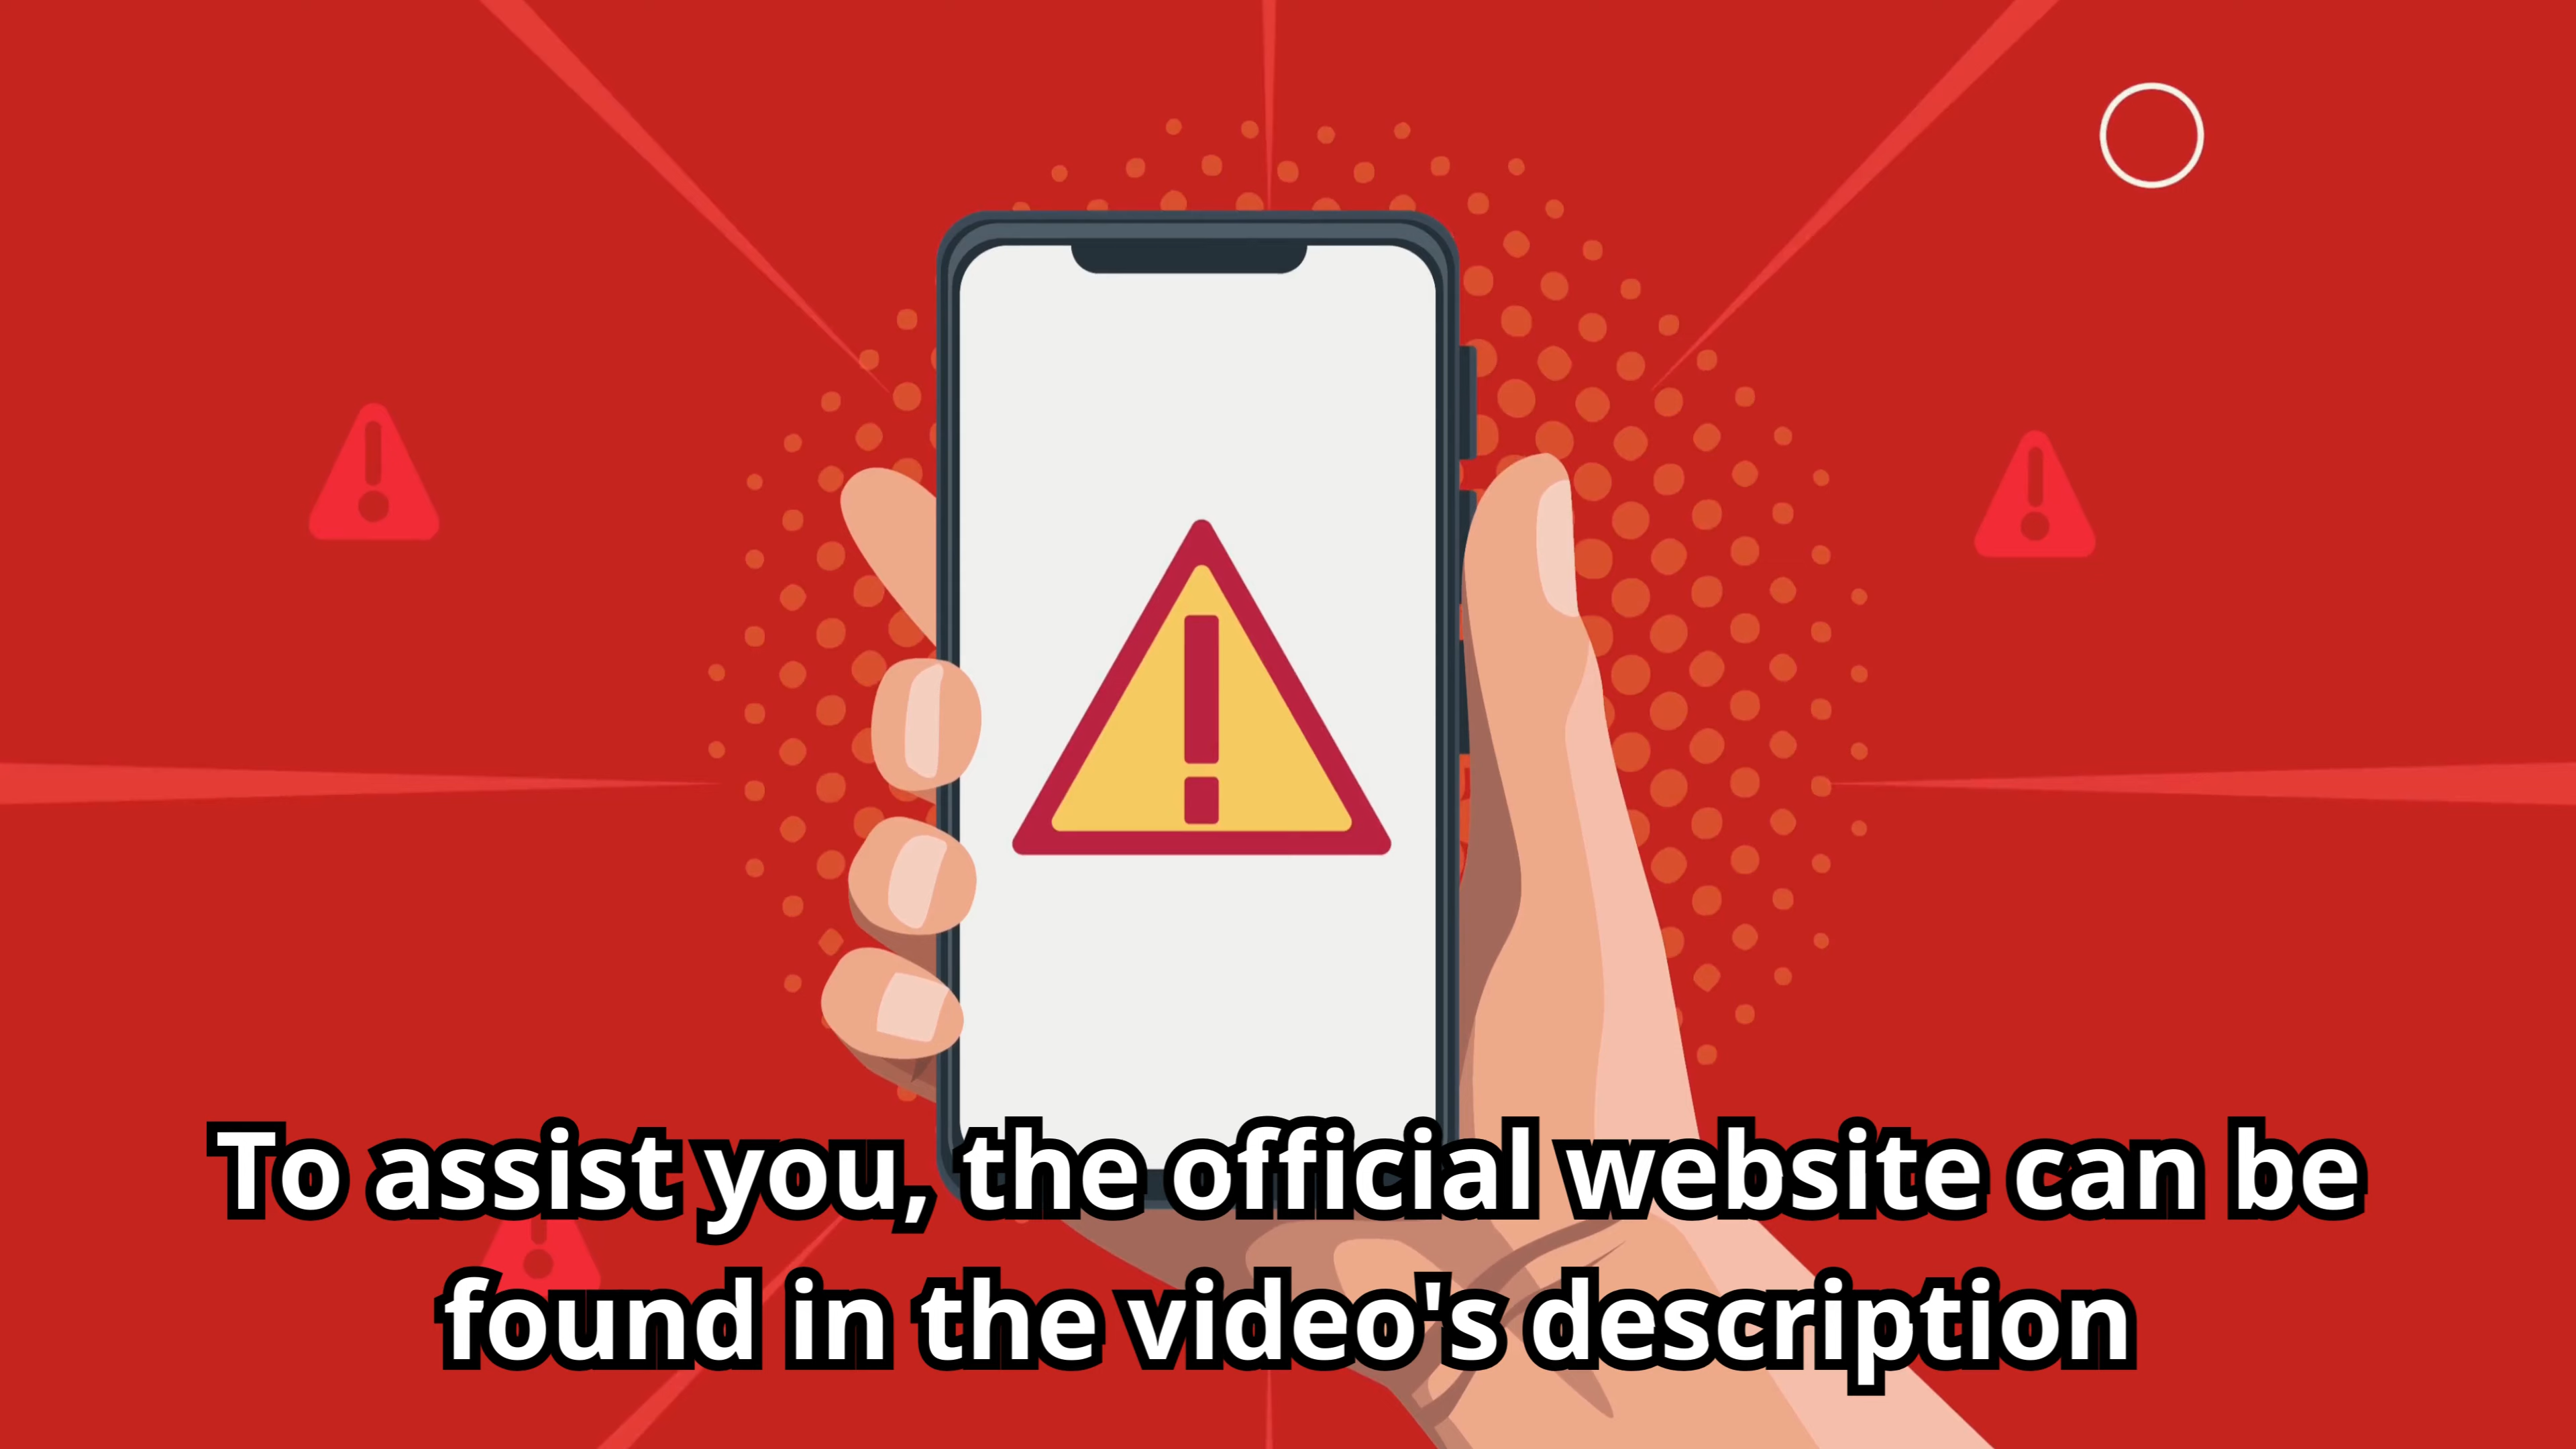 To assist you, the official website can be
found in the video's description